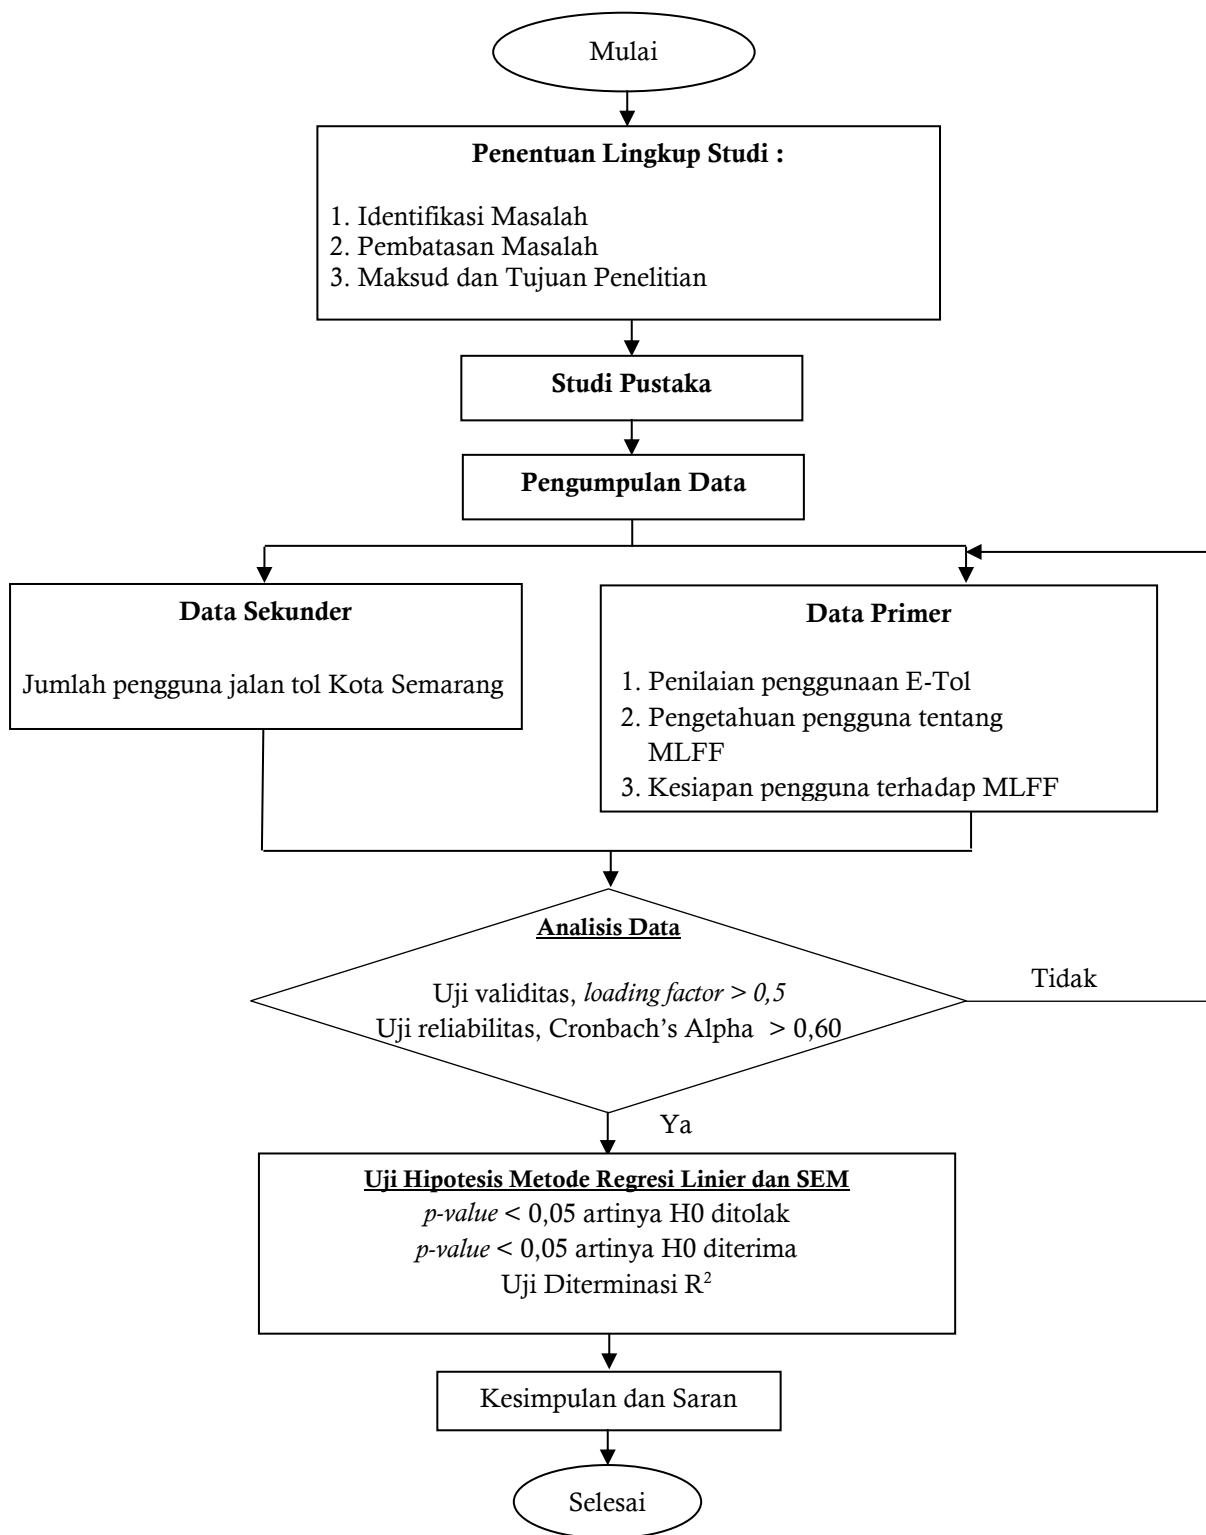 Mulai
Penentuan Lingkup Studi :
1. Identifikasi Masalah
2. Pembatasan Masalah
3. Maksud dan Tujuan Penelitian
Studi Pustaka
Pengumpulan Data
Data Sekunder
Jumlah pengguna jalan tol Kota Semarang
Data Primer
1. Penilaian penggunaan E-Tol
2. Pengetahuan pengguna tentang
MLFF
3. Kesiapan pengguna terhadap MLFF
Analisis Data
Uji validitas, loading factor > 0,5
Uji reliabilitas, Cronbach’s Alpha > 0,60
Tidak
Ya
Uji Hipotesis Metode Regresi Linier dan SEM
p-value < 0,05 artinya H0 ditolak
p-value < 0,05 artinya H0 diterima
Uji Diterminasi R²
Kesimpulan dan Saran
Selesai